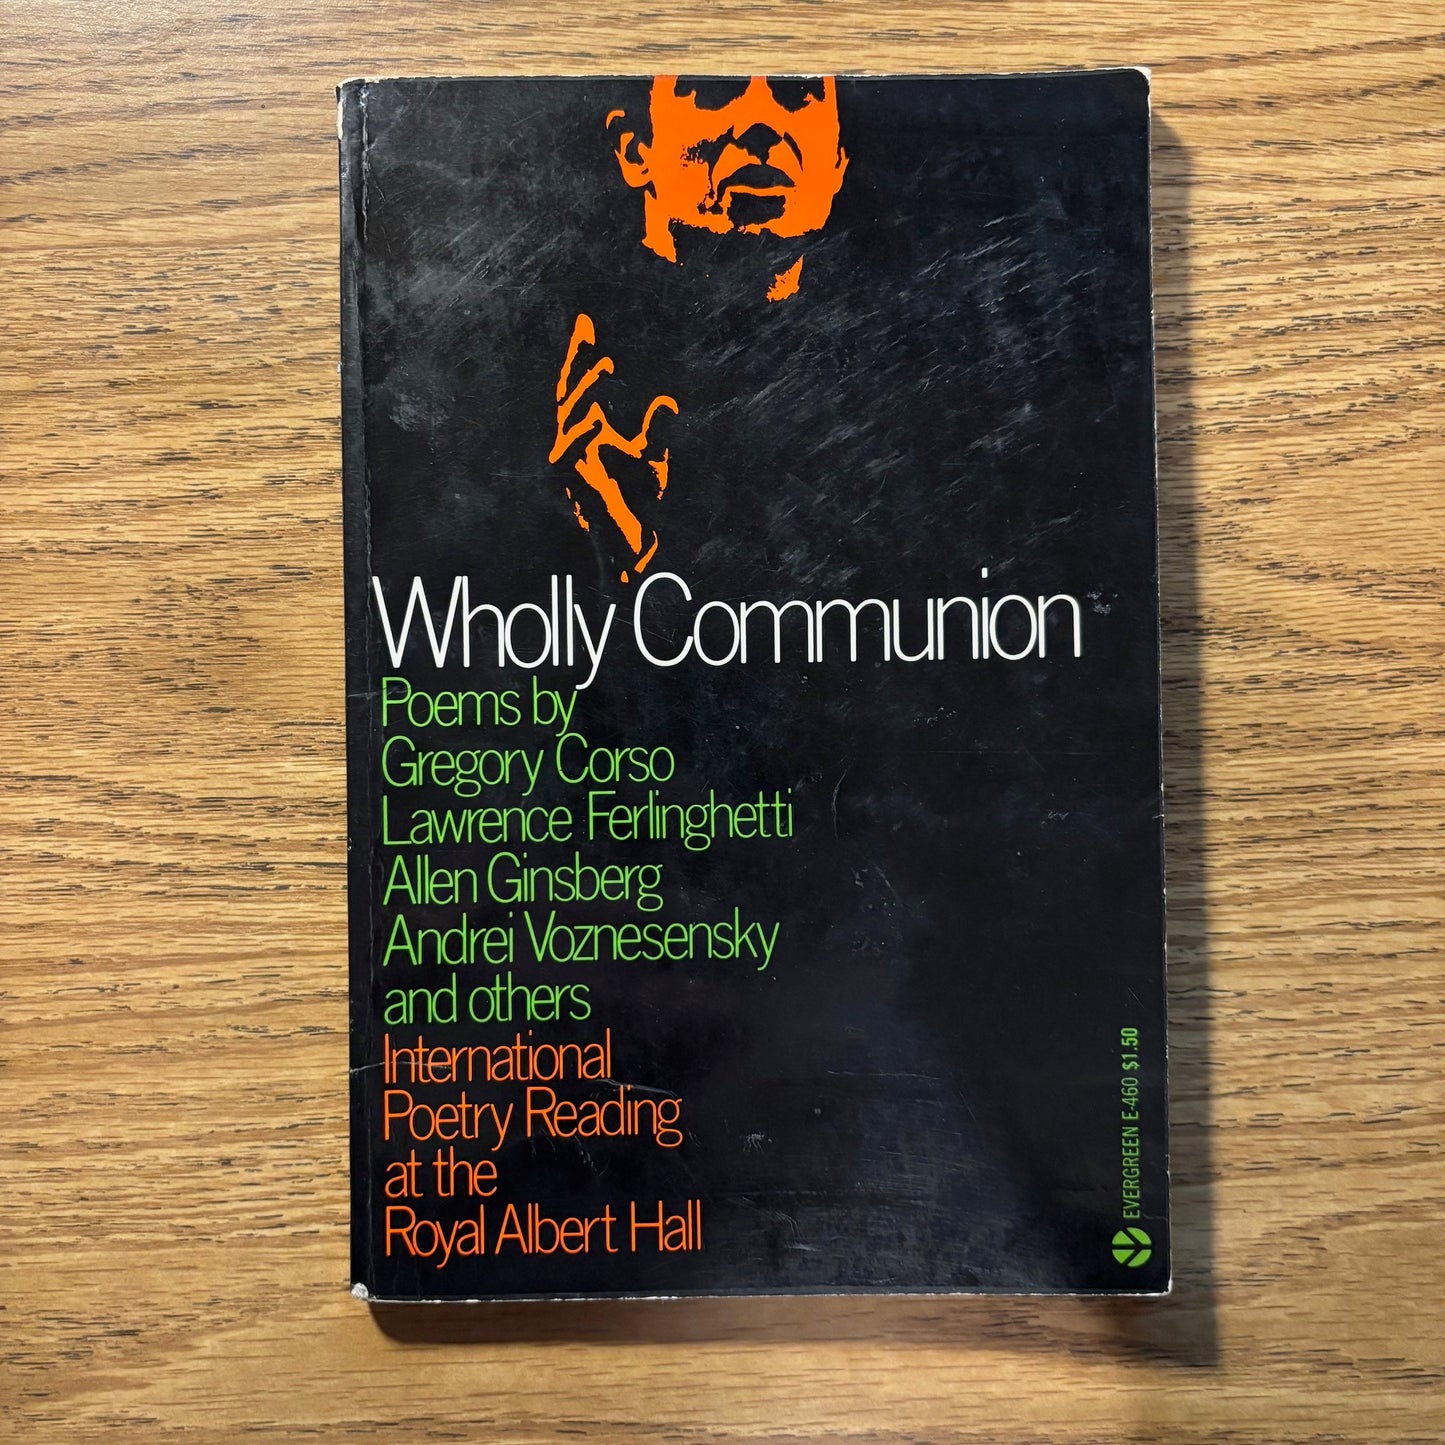 Wholly Communion
Poems by
Gregory Corso
Lawrence Ferlinghetti
Allen Ginsberg
Andrei Voznesensky
and others
International
Poetry Reading
at the
Royal Albert Hall
EVERGREEN E-460 $1.50